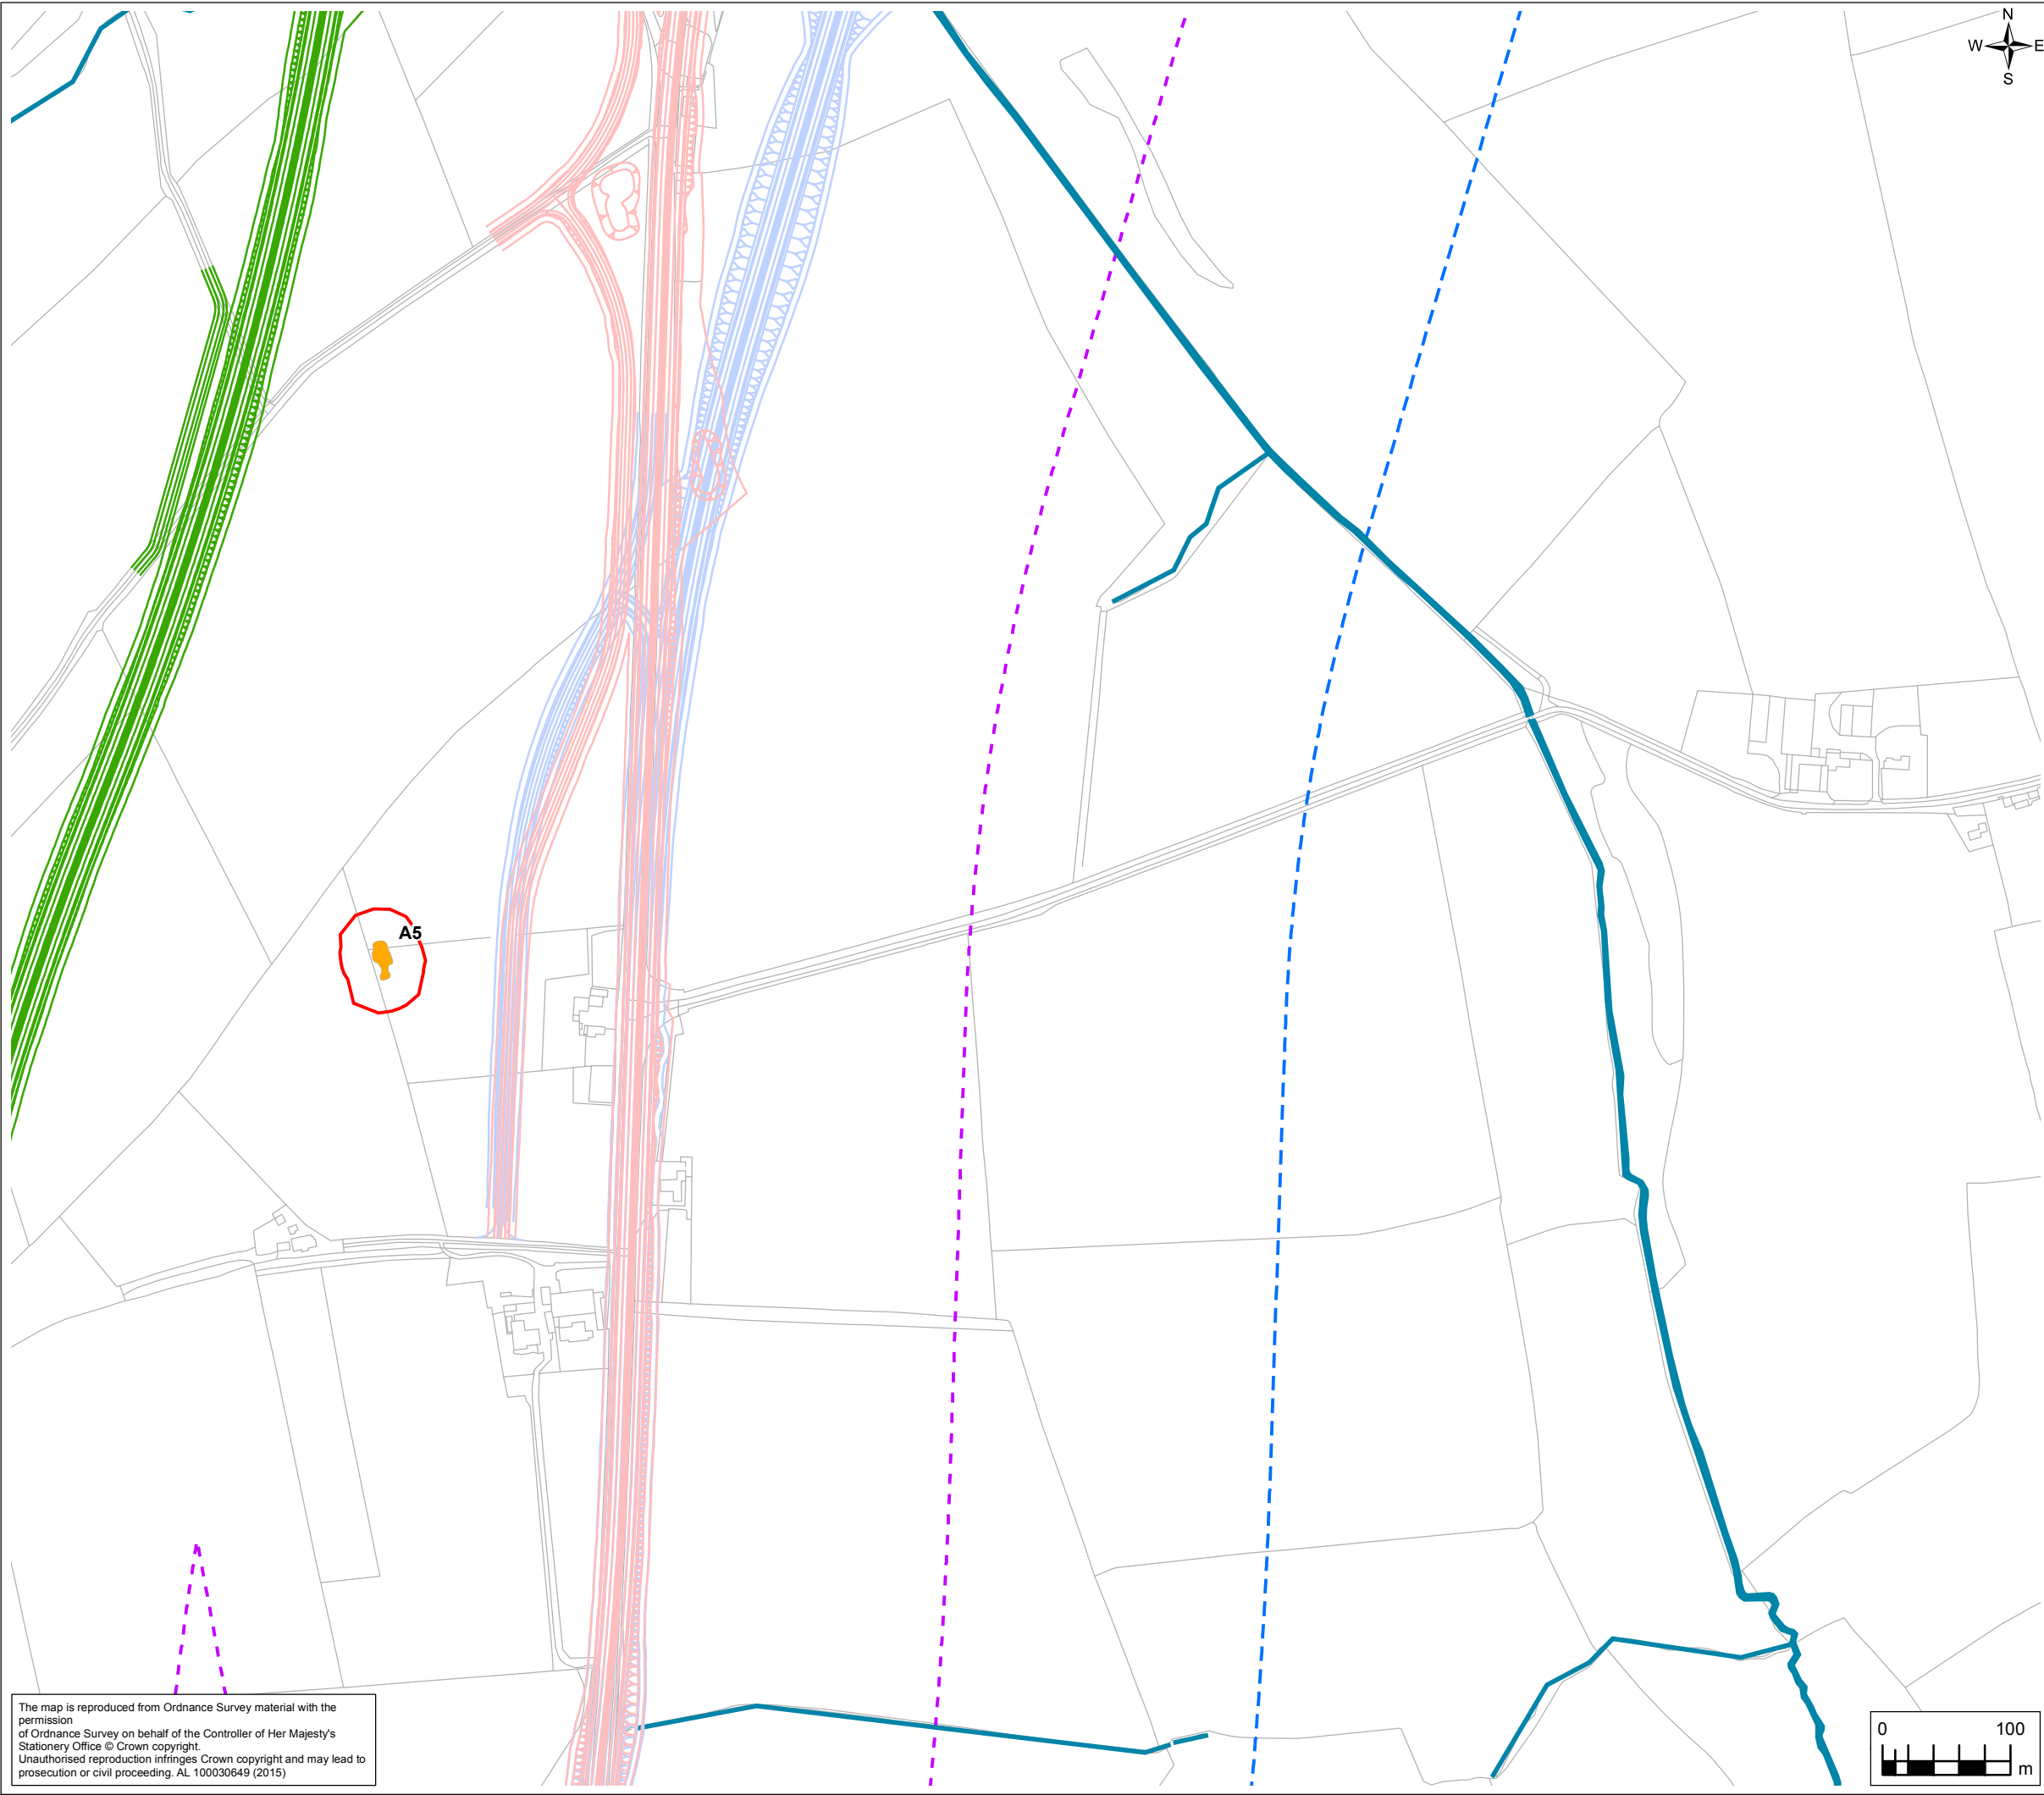 N
W E
S
A5
The map is reproduced from Ordnance Survey material with the
permission
of Ordnance Survey on behalf of the Controller of Her Majesty's
Stationery Office © Crown copyright.
Unauthorised reproduction infringes Crown copyright and may lead to
prosecution or civil proceeding. AL 100030649 (2015)
0 100
m